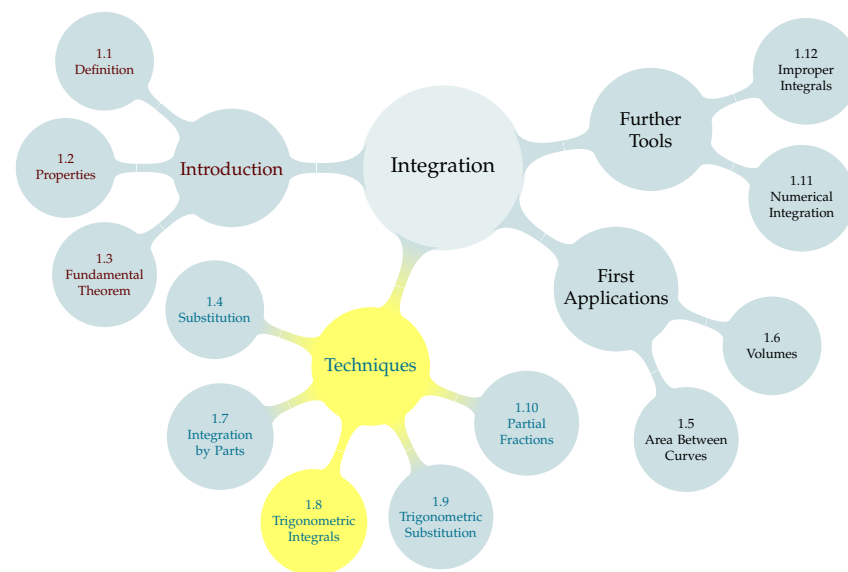 1.1
Definition
1.2
Properties
1.3
Fundamental
Theorem
Introduction
Integration
Further
Tools
1.12
Improper
Integrals
1.11
Numerical
Integration
First
Applications
1.6
Volumes
1.5
Area Between
Curves
Techniques
1.4
Substitution
1.7
Integration
by Parts
1.8
Trigonometric
Integrals
1.9
Trigonometric
Substitution
1.10
Partial
Fractions